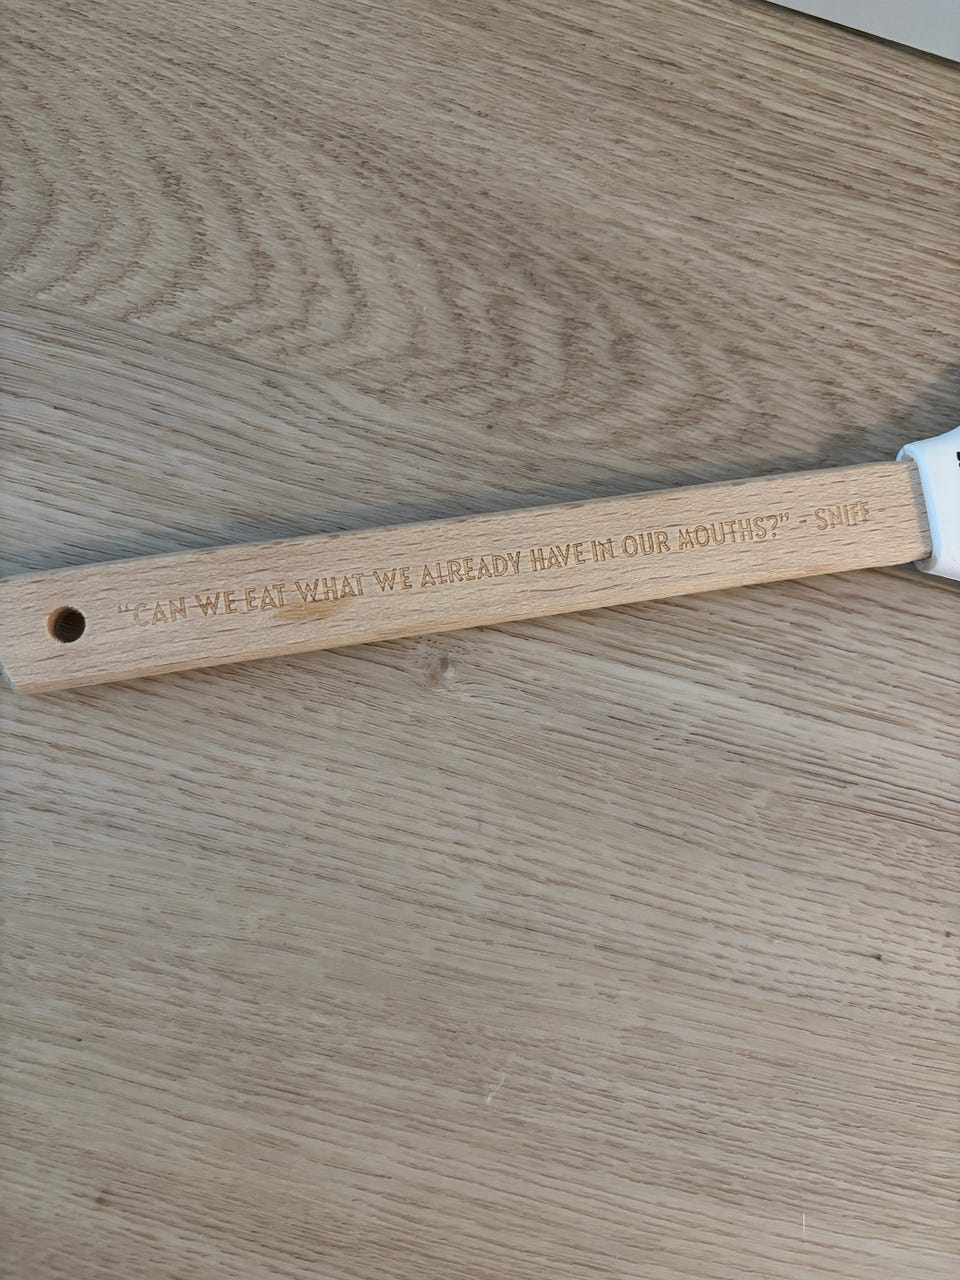 “CAN WE EAT WHAT WE ALREADY HAVE IN OUR MOUTHS?” - SNIFF -